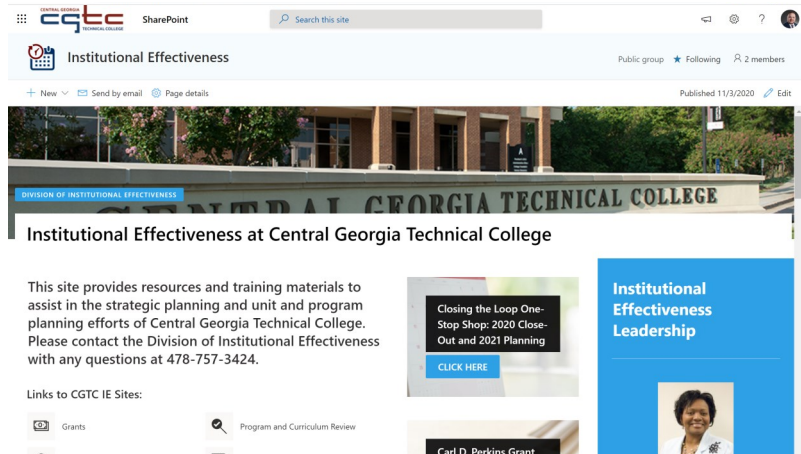 CENTRAL GEORGIA
cgtc
TECHNICAL COLLEGE
SharePoint
Search this site
?
Institutional Effectiveness
Public group
Following
2 members
New
Send by email
Page details
Published 11/3/2020
Edit
A
CENTRAL GEORGIA TECHNICAL COLLEGE
DIVISION OF INSTITUTIONAL EFFECTIVENESS
Institutional Effectiveness at Central Georgia Technical College
This site provides resources and training materials to
assist in the strategic planning and unit and program
planning efforts of Central Georgia Technical College.
Please contact the Division of Institutional Effectiveness
with any questions at 478-757-3424.
Links to CGTC IE Sites:
Grants
Program and Curriculum Review
Closing the Loop One-
Stop Shop: 2020 Close-
Out and 2021 Planning
CLICK HERE
Carl D. Perkins Grant
Institutional
Effectiveness
Leadership